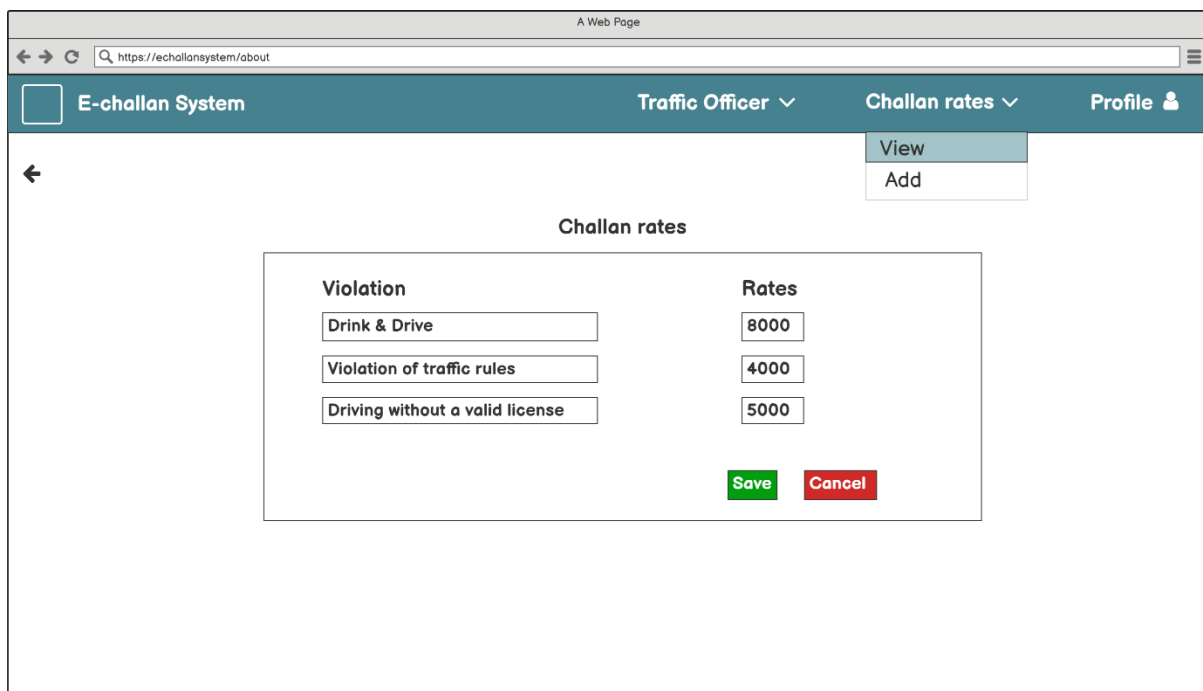 A Web Page
https://echallansystem/about
E-challan System Traffic Officer Challan rates Profile
View
Add
Challan rates
Violation Rates
Drink & Drive 8000
Violation of traffic rules 4000
Driving without a valid license 5000
Save Cancel